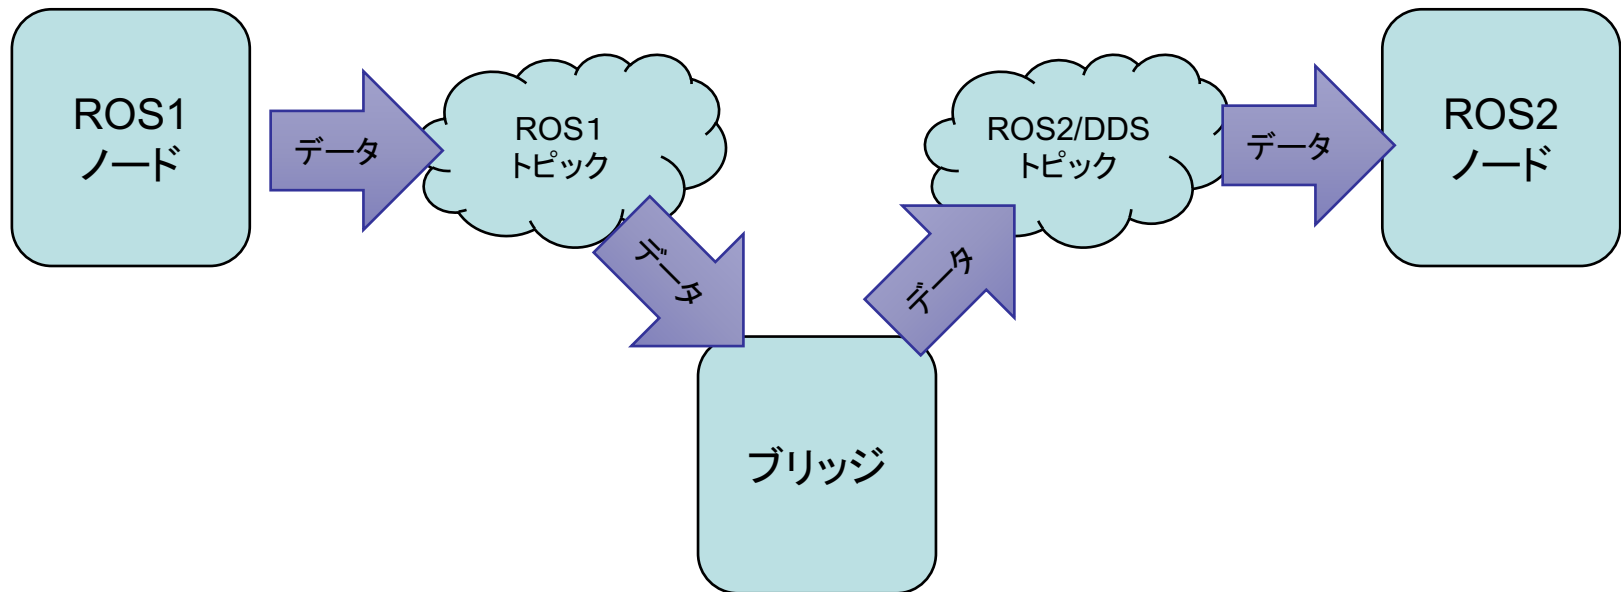 ROS1
ノード
データ
ROS1
トピック
データ
ブリッジ
データ
ROS2/DDS
トピック
データ
ROS2
ノード